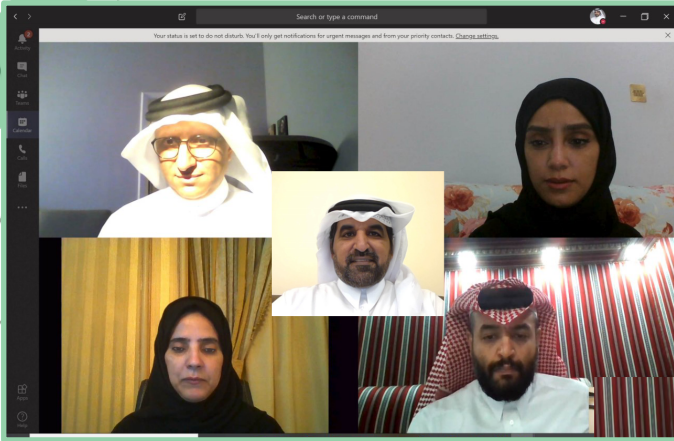 Search or type a command
Your status is set to do not disturb. You'll only get notifications for urgent messages and from your priority contacts. Change settings.
2
Activity
Chat
Teams
Calendar
Calls
Files
Apps
Help